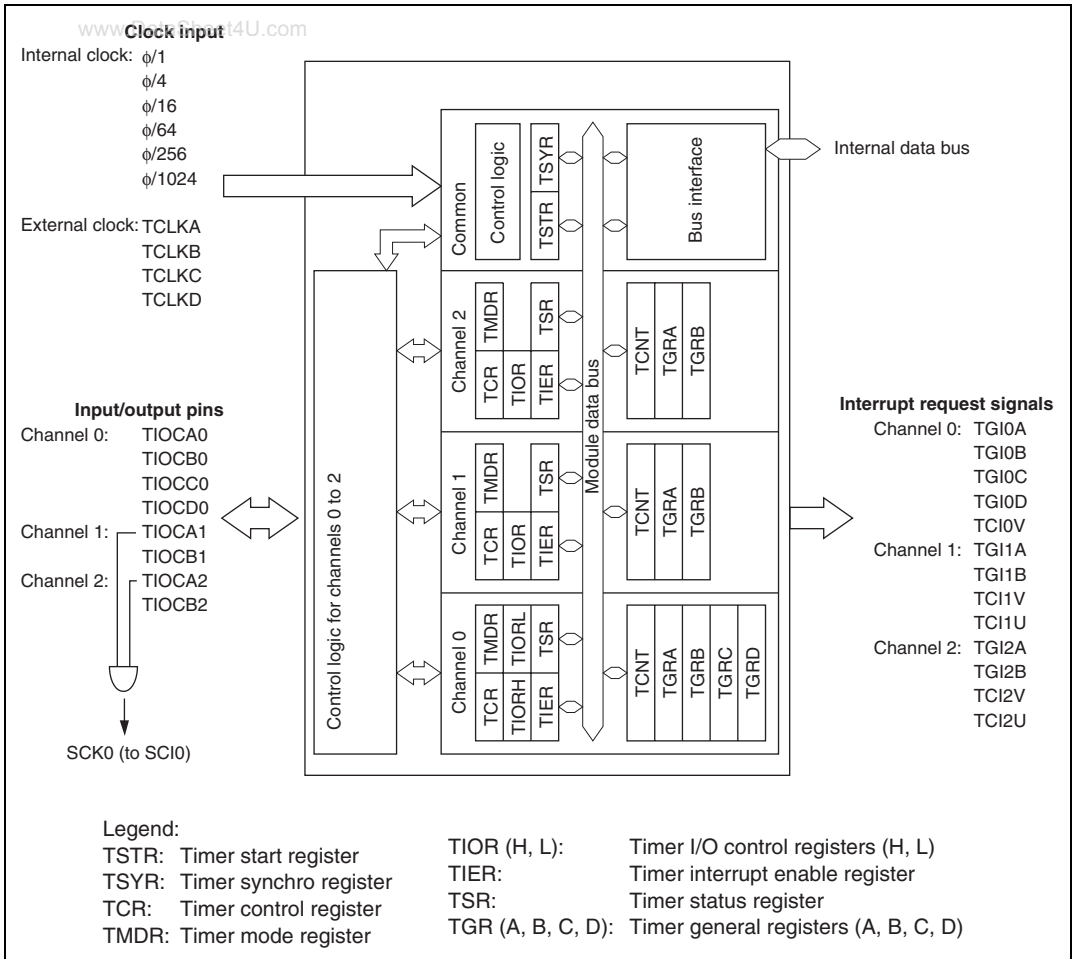 www.DataSheet4U.com
Clock input
Internal clock: ϕ/1
ϕ/4
ϕ/16
ϕ/64
ϕ/256
ϕ/1024
External clock: TCLKA
TCLKB
TCLKC
TCLKD
Input/output pins
Channel 0: TIOCA0
TIOCB0
TIOCC0
TIOCD0
Channel 1: TIOCA1
TIOCB1
Channel 2: TIOCA2
TIOCB2
SCK0 (to SCI0)
Control logic for channels 0 to 2
Common
Control logic
TSTR TSYR
Bus interface
Module data bus
Internal data bus
Channel 2
TCR TMDR
TIOR
TIER TSR
TCNT
TGRA
TGRB
Channel 1
TCR TMDR
TIOR
TIER TSR
TCNT
TGRA
TGRB
Channel 0
TCR TMDR
TIORH TIORL
TIER TSR
TCNT
TGRA
TGRB
TGRC
TGRD
Interrupt request signals
Channel 0: TGI0A
TGI0B
TGI0C
TGI0D
TCI0V
Channel 1: TGI1A
TGI1B
TCI1V
TCI1U
Channel 2: TGI2A
TGI2B
TCI2V
TCI2U
Legend:
TSTR: Timer start register
TSYR: Timer synchro register
TCR: Timer control register
TMDR: Timer mode register
TIOR (H, L): Timer I/O control registers (H, L)
TIER: Timer interrupt enable register
TSR: Timer status register
TGR (A, B, C, D): Timer general registers (A, B, C, D)